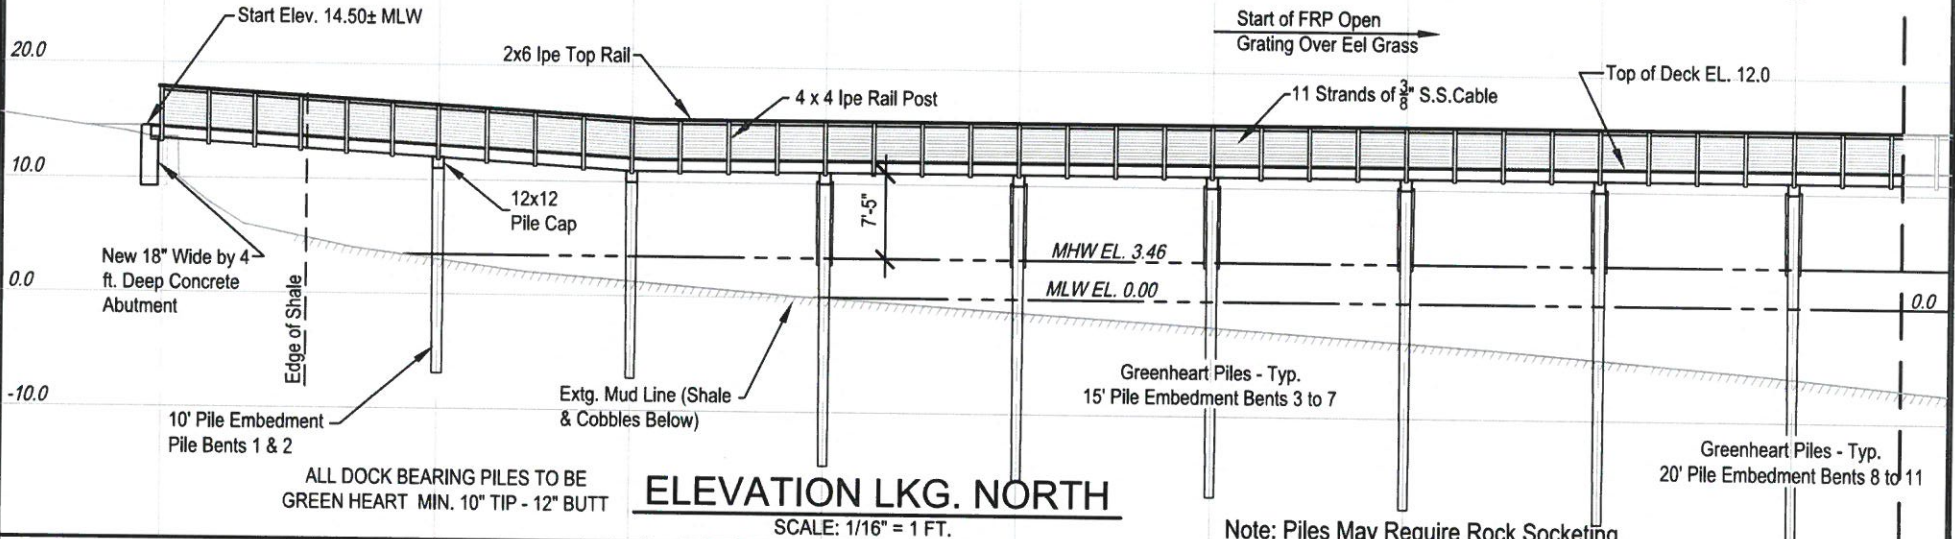 Start Elev. 14.50± MLW
20.0
2x6 Ipe Top Rail
4 x 4 Ipe Rail Post
Start of FRP Open
Grating Over Eel Grass
11 Strands of 3/8" S.S.Cable
Top of Deck EL. 12.0
10.0
12x12
Pile Cap
7'-5"
New 18" Wide by 4
ft. Deep Concrete
Abutment
Edge of Shale
MHW EL. 3.46
MLW EL. 0.00
0.0
0.0
-10.0
10' Pile Embedment
Pile Bents 1 & 2
Extg. Mud Line (Shale
& Cobbles Below)
Greenheart Piles - Typ.
15' Pile Embedment Bents 3 to 7
Greenheart Piles - Typ.
20' Pile Embedment Bents 8 to 11
ALL DOCK BEARING PILES TO BE
GREEN HEART MIN. 10" TIP - 12" BUTT
ELEVATION LKG. NORTH
SCALE: 1/16" = 1 FT.
Note: Piles May Require Rock Socketing